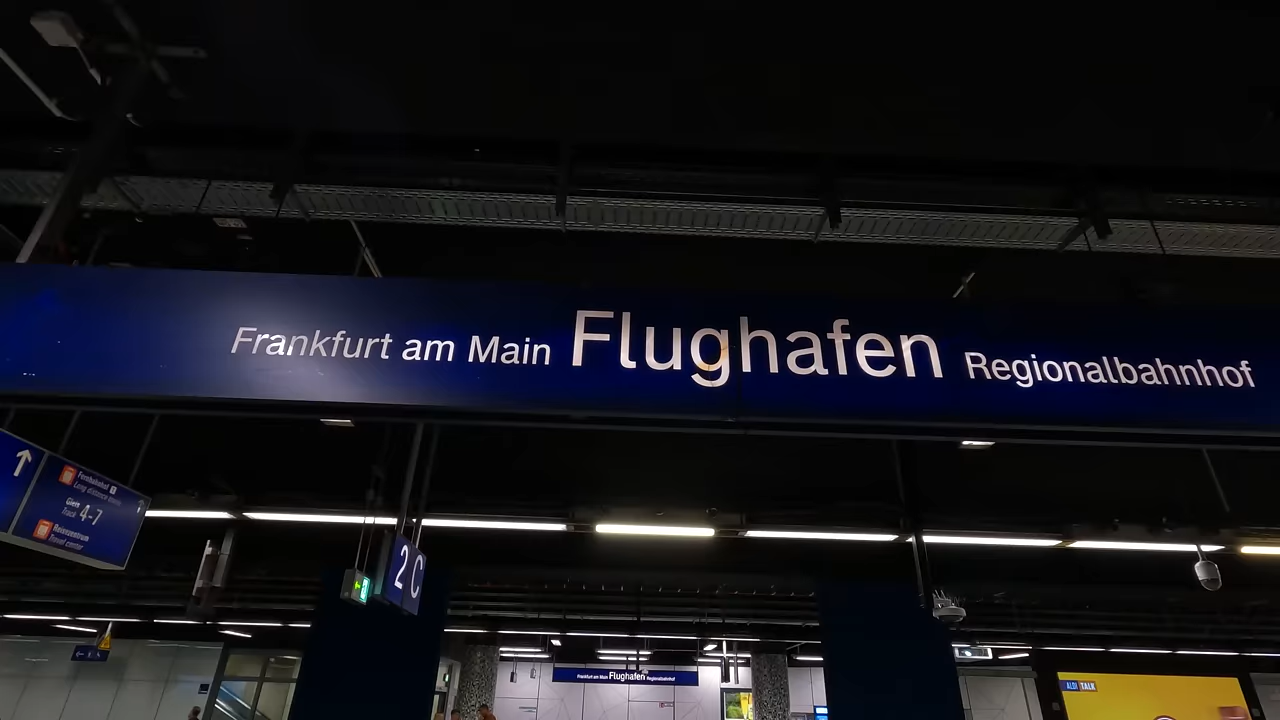 Frankfurt am Main Flughafen Regionalbahnhof
Fernbahnhof
Long distance trains
Gleis
Track
4-7
Reisezentrum
Travel center
2 C
Frankfurt am Main Flughafen Regionalbahnhof
ALDI TALK